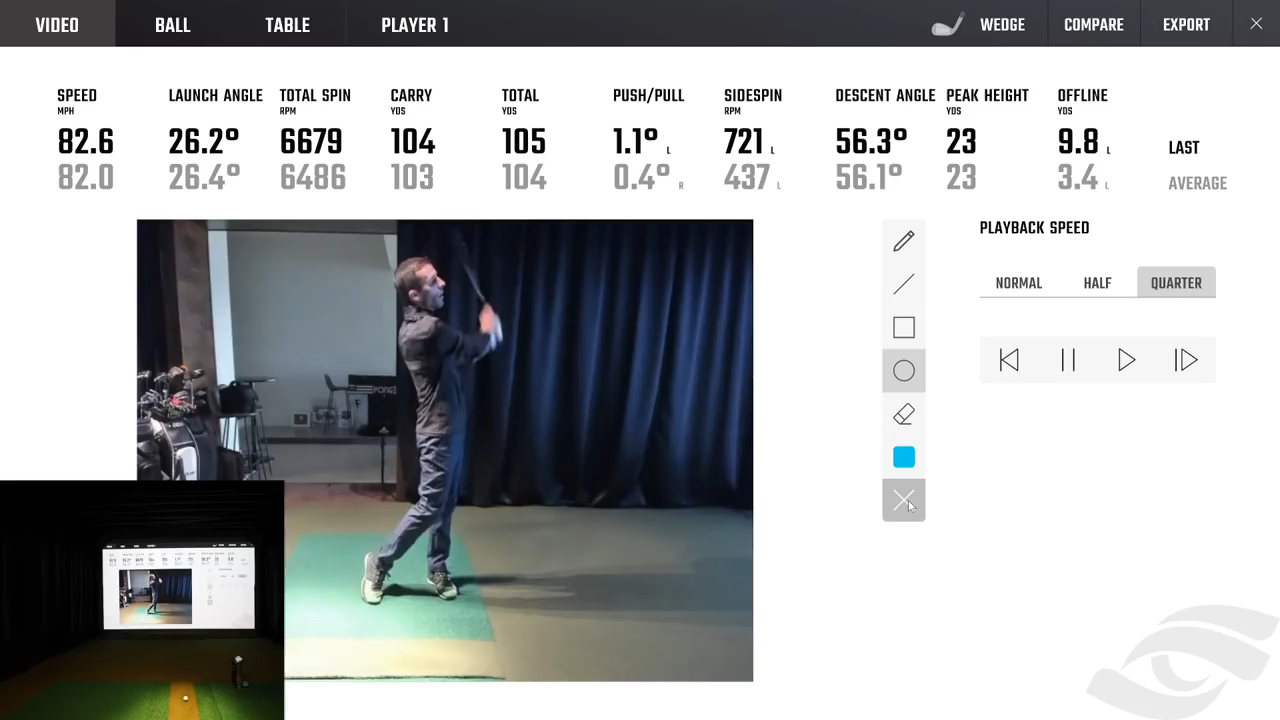 VIDEO BALL TABLE PLAYER 1 WEDGE COMPARE EXPORT
SPEED LAUNCH ANGLE TOTAL SPIN CARRY TOTAL PUSH/PULL SIDESPIN DESCENT ANGLE PEAK HEIGHT OFFLINE
MPH RPM YDS YDS RPM YDS YDS
82.6 26.2° 6679 104 105 1.1° L 721 L 56.3° 23 9.8 L LAST
82.0 26.4° 6486 103 104 0.4° R 437 L 56.1° 23 3.4 L AVERAGE
PLAYBACK SPEED
NORMAL HALF QUARTER